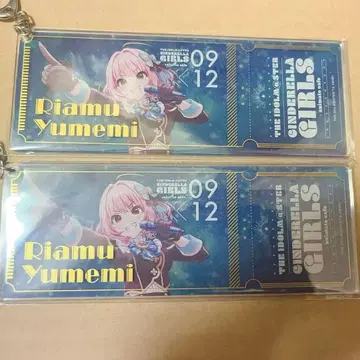 THE IDOLM@STER
CINDERELLA
GIRLS
09
12
Riamu
Yumemi
THE IDOLM@STER
CINDERELLA
GIRLS
THE IDOLM@STER
CINDERELLA
GIRLS
09
12
Riamu
Yumemi
THE IDOLM@STER
CINDERELLA
GIRLS